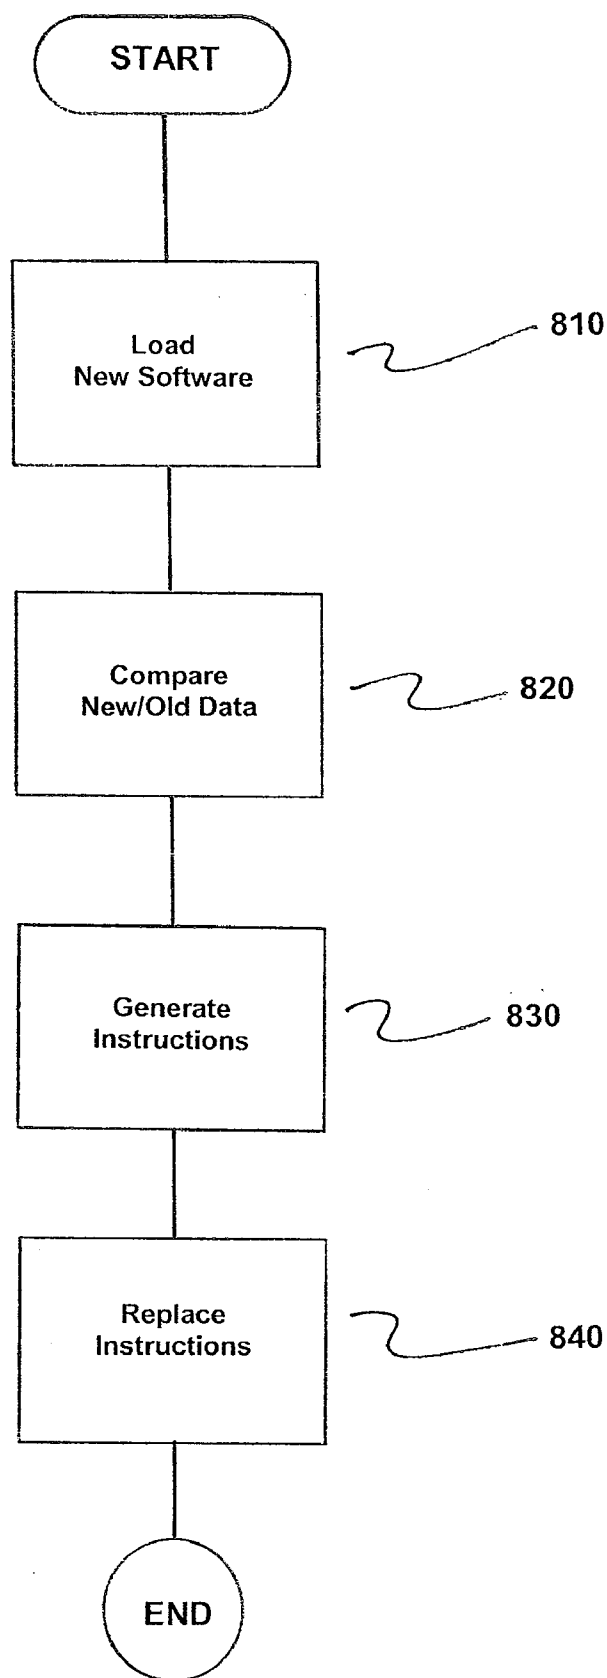 START
Load
New Software
810
Compare
New/Old Data
820
Generate
Instructions
830
Replace
Instructions
840
END